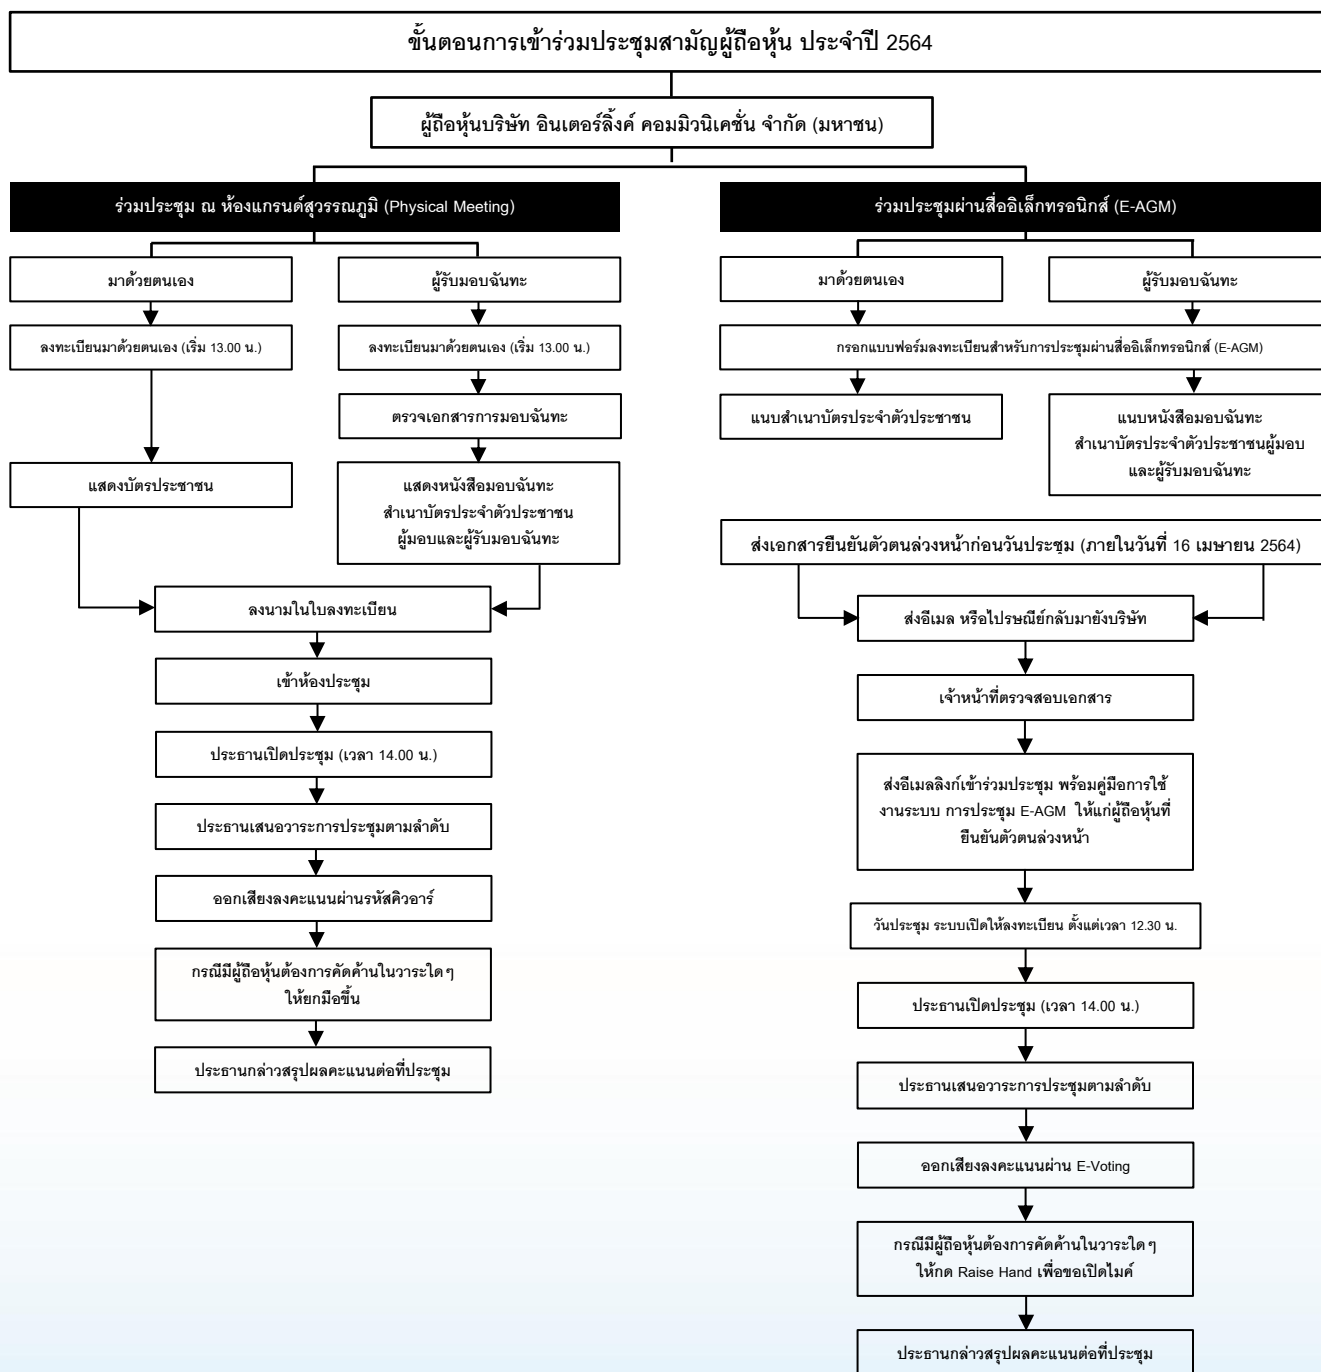 ขั้นตอนการเข้าร่วมประชุมสามัญผู้ถือหุ้น ประจำปี 2564
ผู้ถือหุ้นบริษัท อินเตอร์ลิ้งค์ คอมมิวนิเคชั่น จำกัด (มหาชน)
ร่วมประชุม ณ ห้องแกรนด์สุวรรณภูมิ (Physical Meeting)
มาด้วยตนเอง
ผู้รับมอบฉันทะ
ลงทะเบียนมาด้วยตนเอง (เริ่ม 13.00 น.)
ลงทะเบียนมาด้วยตนเอง (เริ่ม 13.00 น.)
ตรวจเอกสารการมอบฉันทะ
แสดงบัตรประชาชน
แสดงหนังสือมอบฉันทะ
สำเนาบัตรประจำตัวประชาชน
ผู้มอบและผู้รับมอบฉันทะ
ลงนามในใบลงทะเบียน
เข้าห้องประชุม
ประธานเปิดประชุม (เวลา 14.00 น.)
ประธานเสนอวาระการประชุมตามลำดับ
ออกเสียงลงคะแนนผ่านรหัสคิวอาร์
กรณีมีผู้ถือหุ้นต้องการคัดค้านในวาระใดๆ
ให้ยกมือขึ้น
ประธานกล่าวสรุปผลคะแนนต่อที่ประชุม
ร่วมประชุมผ่านสื่ออิเล็กทรอนิกส์ (E-AGM)
มาด้วยตนเอง
ผู้รับมอบฉันทะ
กรอกแบบฟอร์มลงทะเบียนสำหรับการประชุมผ่านสื่ออิเล็กทรอนิกส์ (E-AGM)
แนบสำเนาบัตรประจำตัวประชาชน
แนบหนังสือมอบฉันทะ
สำเนาบัตรประจำตัวประชาชนผู้มอบ
และผู้รับมอบฉันทะ
ส่งเอกสารยืนยันตัวตนล่วงหน้าก่อนวันประชุม (ภายในวันที่ 16 เมษายน 2564)
ส่งอีเมล หรือไปรษณีย์กลับมายังบริษัท
เจ้าหน้าที่ตรวจสอบเอกสาร
ส่งอีเมลลิงก์เข้าร่วมประชุม พร้อมคู่มือการใช้
งานระบบ การประชุม E-AGM ให้แก่ผู้ถือหุ้นที่
ยืนยันตัวตนล่วงหน้า
วันประชุม ระบบเปิดให้ลงทะเบียน ตั้งแต่เวลา 12.30 น.
ประธานเปิดประชุม (เวลา 14.00 น.)
ประธานเสนอวาระการประชุมตามลำดับ
ออกเสียงลงคะแนนผ่าน E-Voting
กรณีมีผู้ถือหุ้นต้องการคัดค้านในวาระใดๆ
ให้กด Raise Hand เพื่อขอเปิดไมค์
ประธานกล่าวสรุปผลคะแนนต่อที่ประชุม